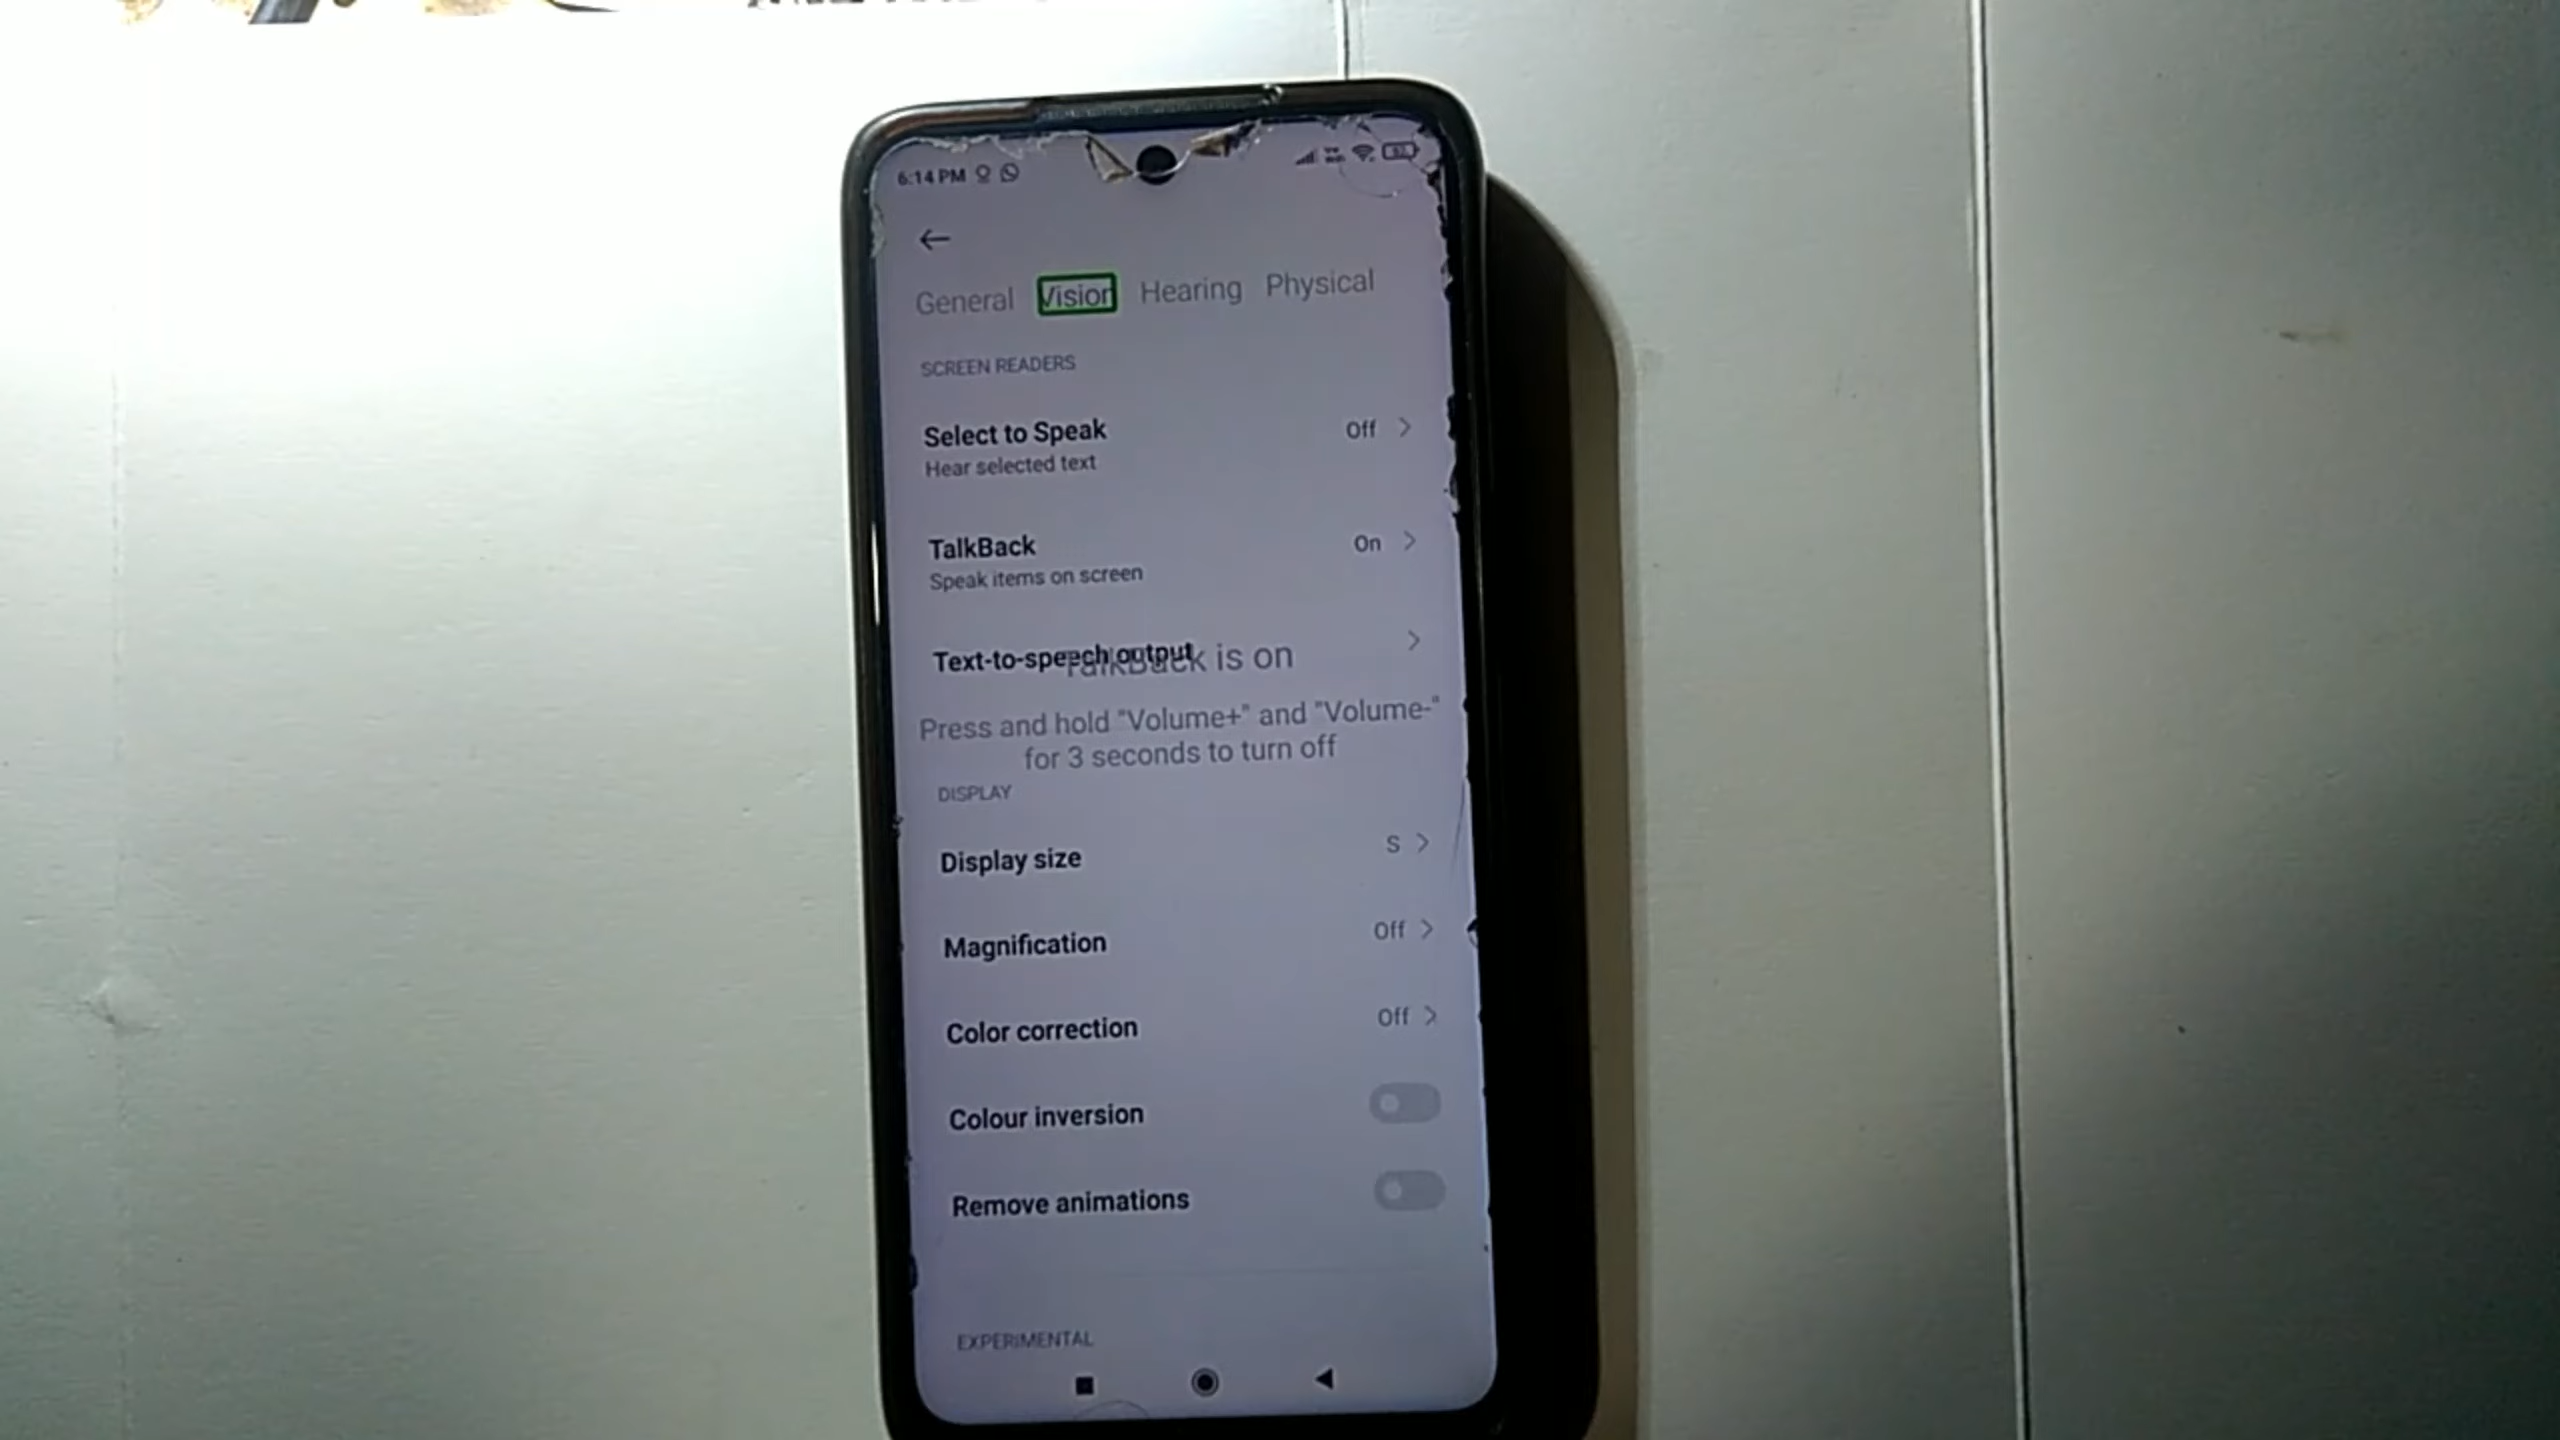 6:14 PM
General Vision Hearing Physical
SCREEN READERS
Select to Speak Off
Hear selected text
TalkBack On
Speak items on screen
Text-to-speech output
TalkBack is on
Press and hold "Volume+" and "Volume-"
for 3 seconds to turn off
DISPLAY
Display size S
Magnification Off
Color correction Off
Colour inversion
Remove animations
EXPERIMENTAL